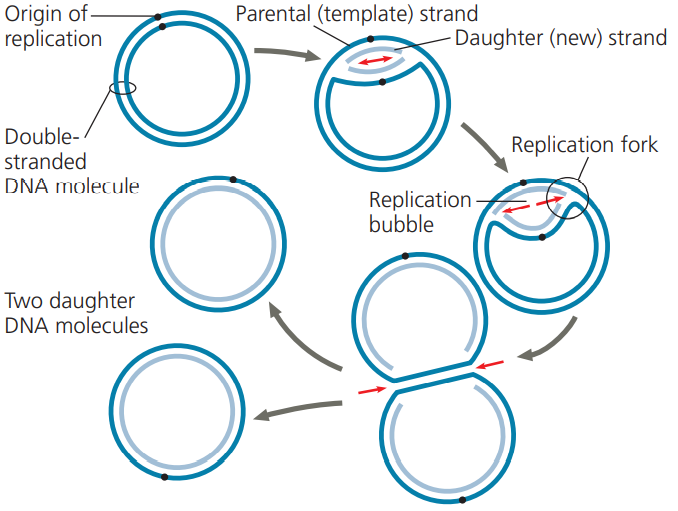 Origin of
replication
Parental (template) strand
Daughter (new) strand
Double-
stranded
DNA molecule
Replication fork
Replication
bubble
Two daughter
DNA molecules